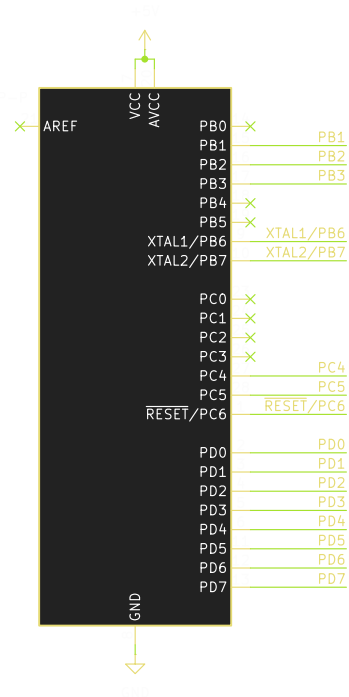 VCC
AVCC
AREF
PB0
PB1 PB1
PB2 PB2
PB3 PB3
PB4
PB5
XTAL1/PB6 XTAL1/PB6
XTAL2/PB7 XTAL2/PB7
PC0
PC1
PC2
PC3
PC4 PC4
PC5 PC5
RESET/PC6 RESET/PC6
PD0 PD0
PD1 PD1
PD2 PD2
PD3 PD3
PD4 PD4
PD5 PD5
PD6 PD6
PD7 PD7
GND